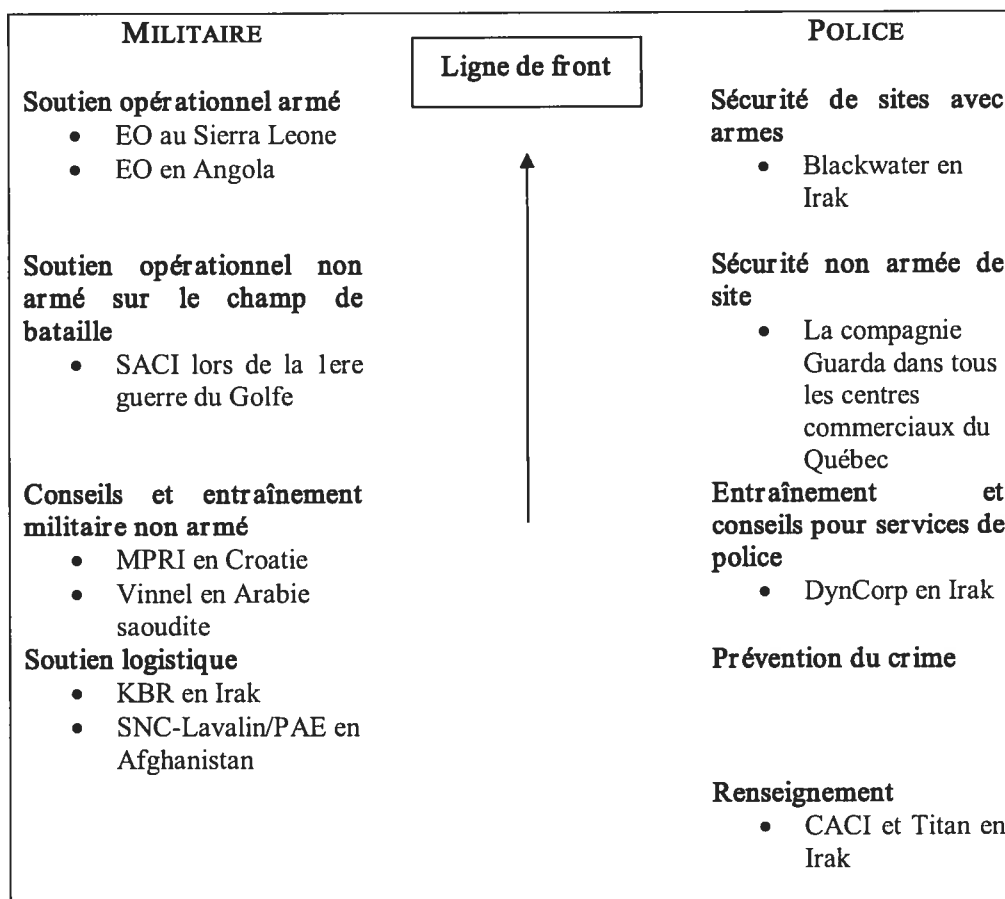 MILITAIRE
Soutien opérationnel armé
• EO au Sierra Leone
• EO en Angola
Soutien opérationnel non
armé sur le champ de
bataille
• SACI lors de la 1ere
guerre du Golfe
Conseils et entraînement
militaire non armé
• MPRI en Croatie
• Vinnel en Arabie
saoudite
Soutien logistique
• KBR en Irak
• SNC-Lavalin/PAE en
Afghanistan
Ligne de front
POLICE
Sécurité de sites avec
armes
• Blackwater en
Irak
Sécurité non armée de
site
• La compagnie
Guarda dans tous
les centres
commerciaux du
Québec
Entraînement et
conseils pour services de
police
• DynCorp en Irak
Prévention du crime
Renseignement
• CACI et Titan en
Irak